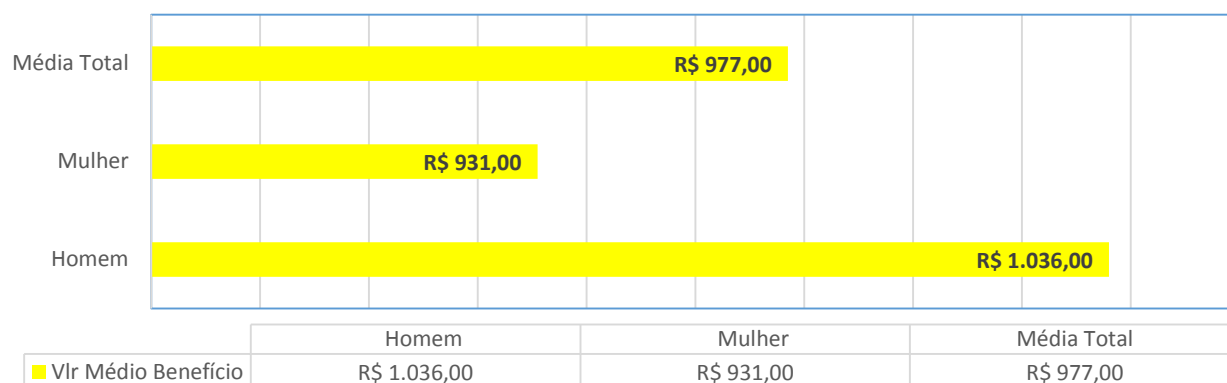 Média Total
R$ 977,00
Mulher
R$ 931,00
Homem
R$ 1.036,00
Homem Mulher Média Total
Vlr Médio Benefício R$ 1.036,00 R$ 931,00 R$ 977,00